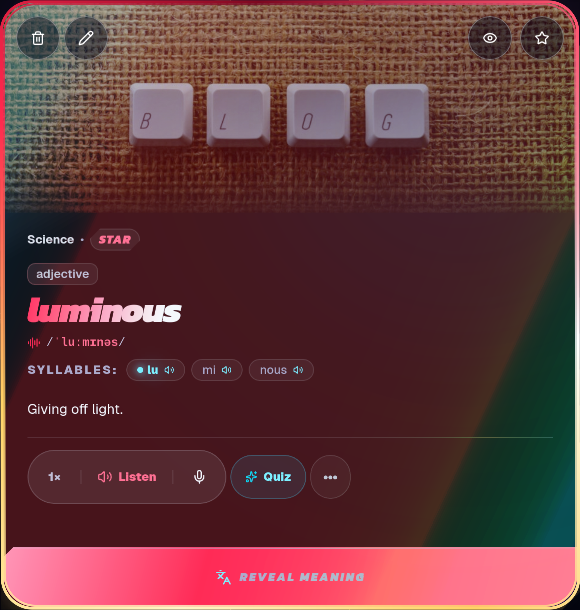 B L O G
Science • STAR
adjective
luminous
/ˈluːmɪnəs/
SYLLABLES: lu mi nous
Giving off light.
1× Listen Quiz
REVEAL MEANING